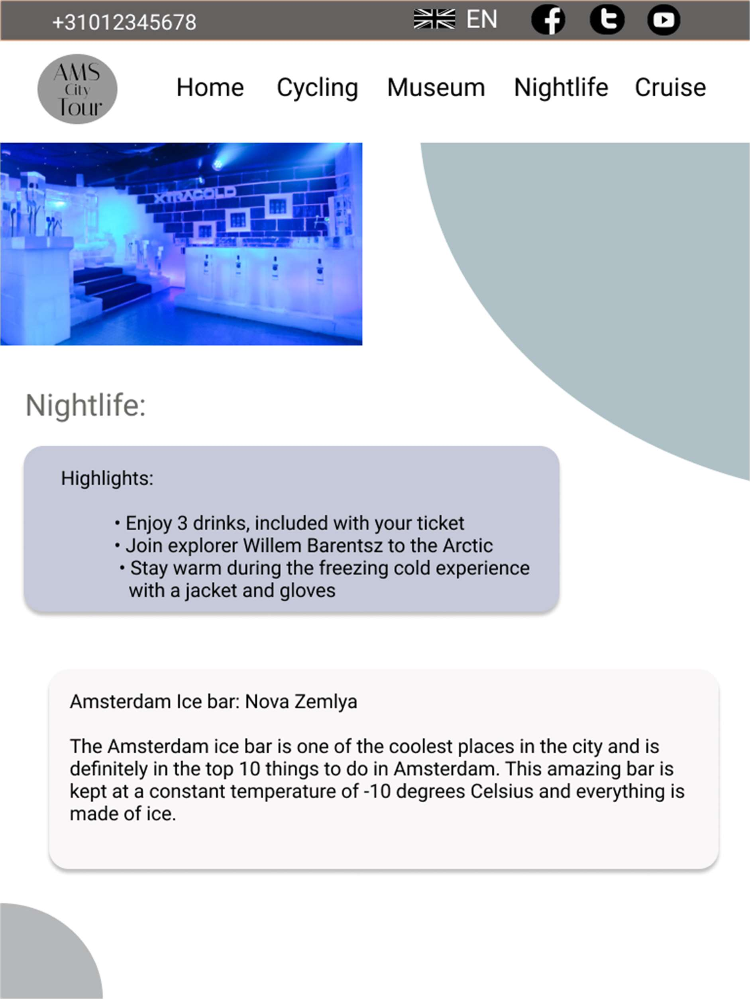 +31012345678
EN
AMS
City
Tour
Home Cycling Museum Nightlife Cruise
XTRACOLD
Nightlife:
Highlights:
• Enjoy 3 drinks, included with your ticket
• Join explorer Willem Barentsz to the Arctic
• Stay warm during the freezing cold experience
with a jacket and gloves
Amsterdam Ice bar: Nova Zemlya
The Amsterdam ice bar is one of the coolest places in the city and is
definitely in the top 10 things to do in Amsterdam. This amazing bar is
kept at a constant temperature of -10 degrees Celsius and everything is
made of ice.